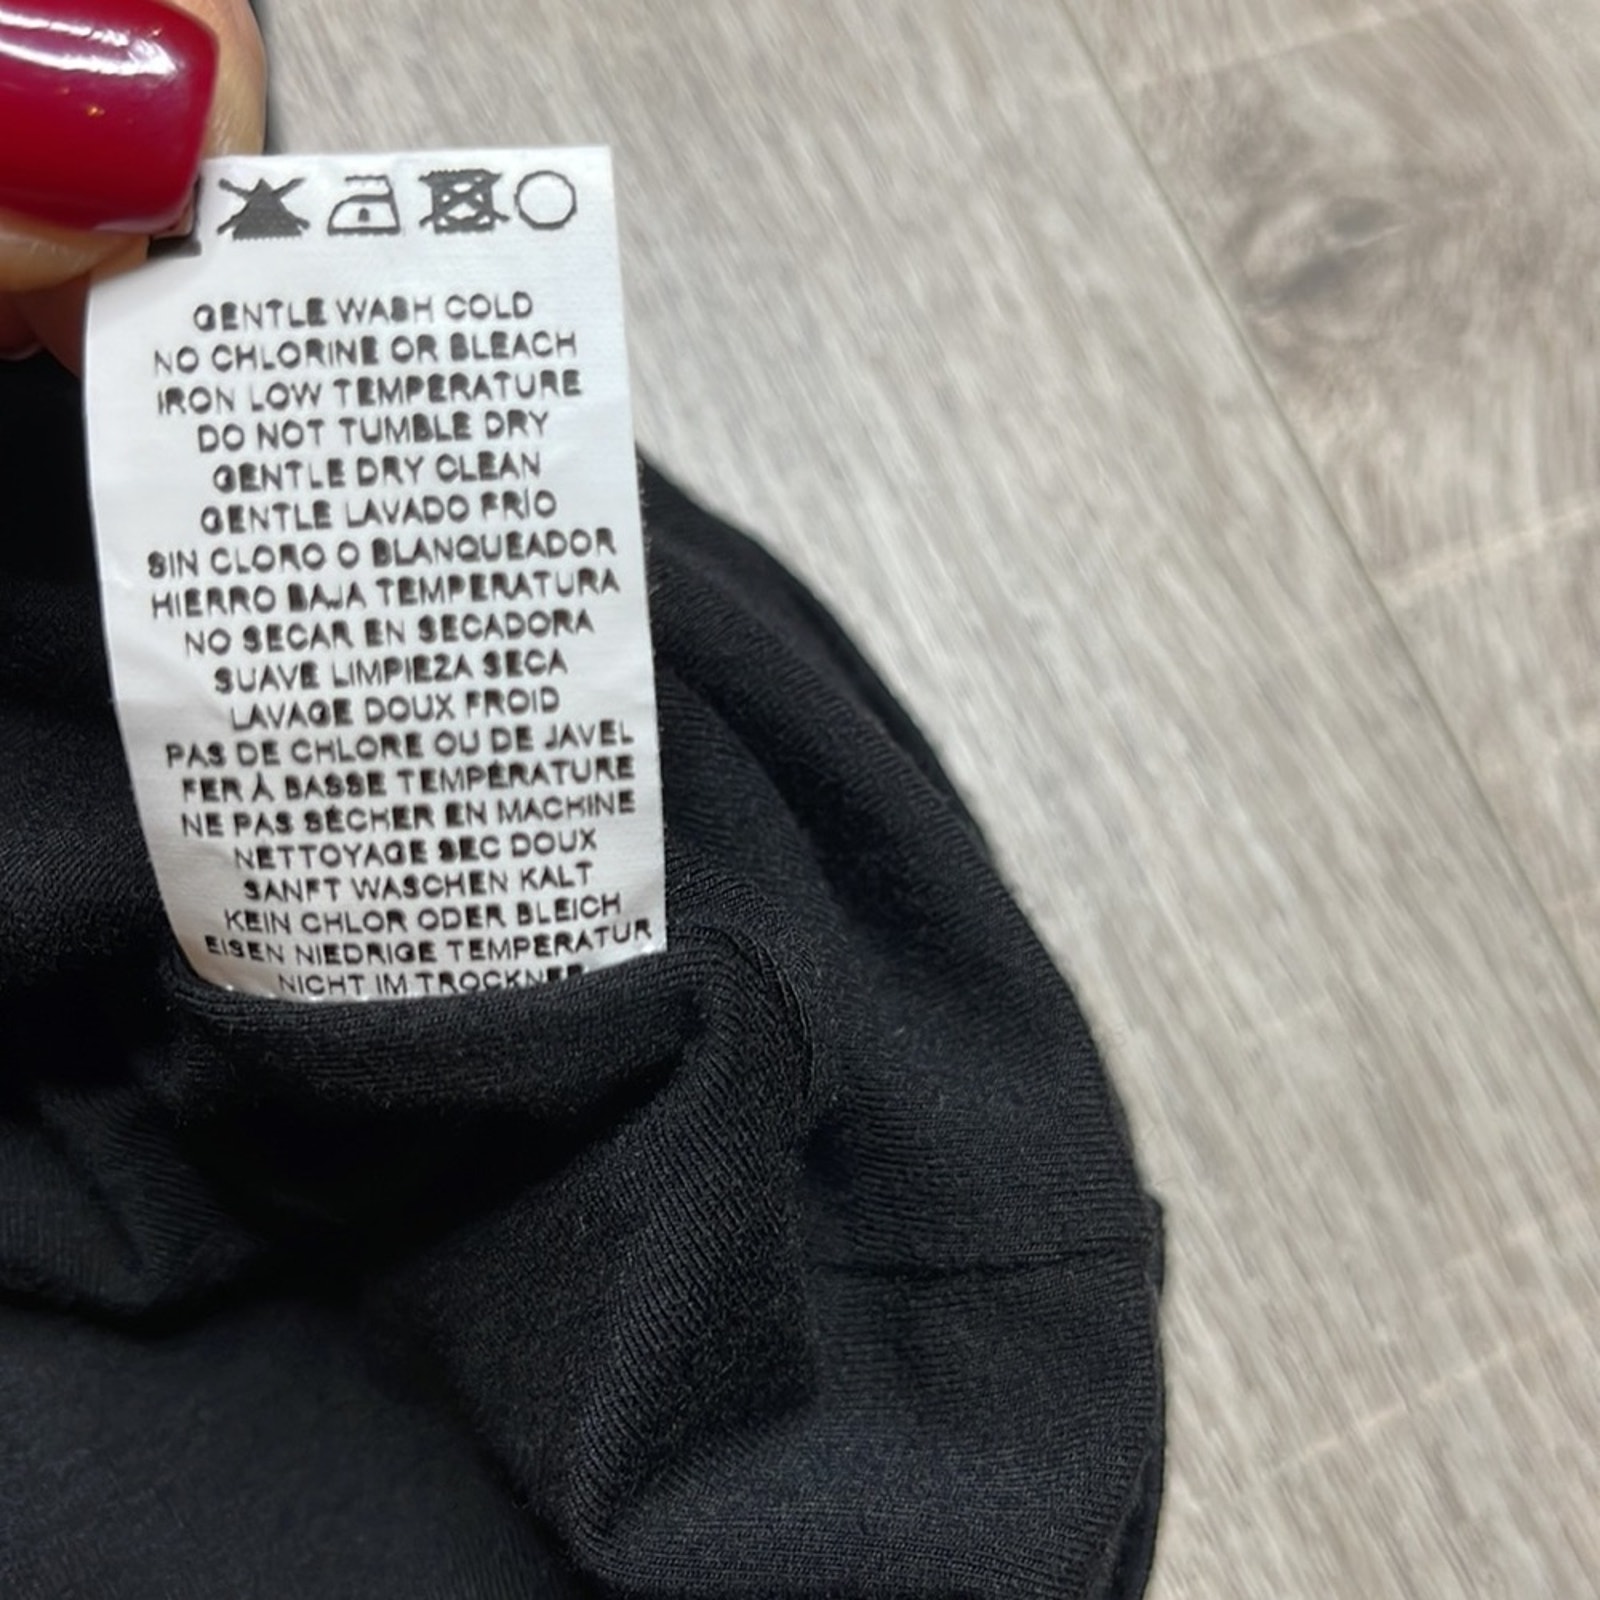 GENTLE WASH COLD
NO CHLORINE OR BLEACH
IRON LOW TEMPERATURE
DO NOT TUMBLE DRY
GENTLE DRY CLEAN
GENTLE LAVADO FRÍO
SIN CLORO O BLANQUEADOR
HIERRO BAJA TEMPERATURA
NO SECAR EN SECADORA
SUAVE LIMPIEZA SECA
LAVAGE DOUX FROID
PAS DE CHLORE OU DE JAVEL
FER À BASSE TEMPÉRATURE
NE PAS SÉCHER EN MACHINE
NETTOYAGE SEC DOUX
SANFT WASCHEN KALT
KEIN CHLOR ODER BLEICH
EISEN NIEDRIGE TEMPERATUR
NICHT IM TROCKNER